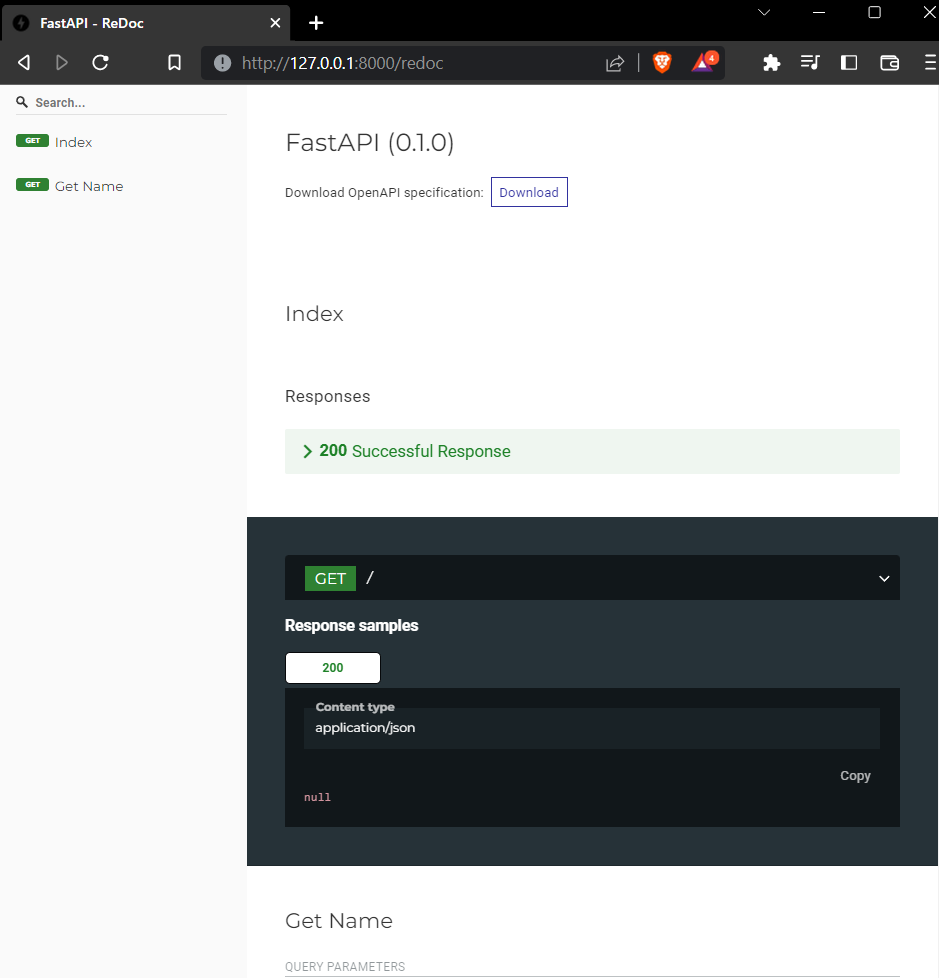 FastAPI - ReDoc
http://127.0.0.1:8000/redoc
4
Search...
GET Index
GET Get Name
FastAPI (0.1.0)
Download OpenAPI specification: Download
Index
Responses
200 Successful Response
GET /
Response samples
200
Content type
application/json
Copy
null
Get Name
QUERY PARAMETERS